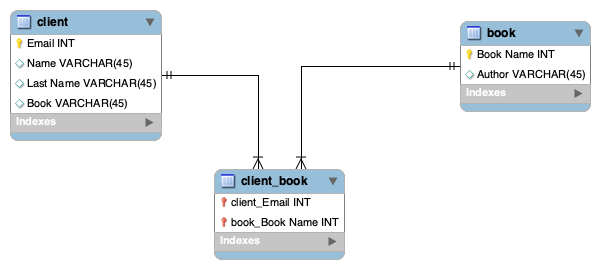 client
Email INT
Name VARCHAR(45)
Last Name VARCHAR(45)
Book VARCHAR(45)
Indexes
book
Book Name INT
Author VARCHAR(45)
Indexes
client_book
client_Email INT
book_Book Name INT
Indexes